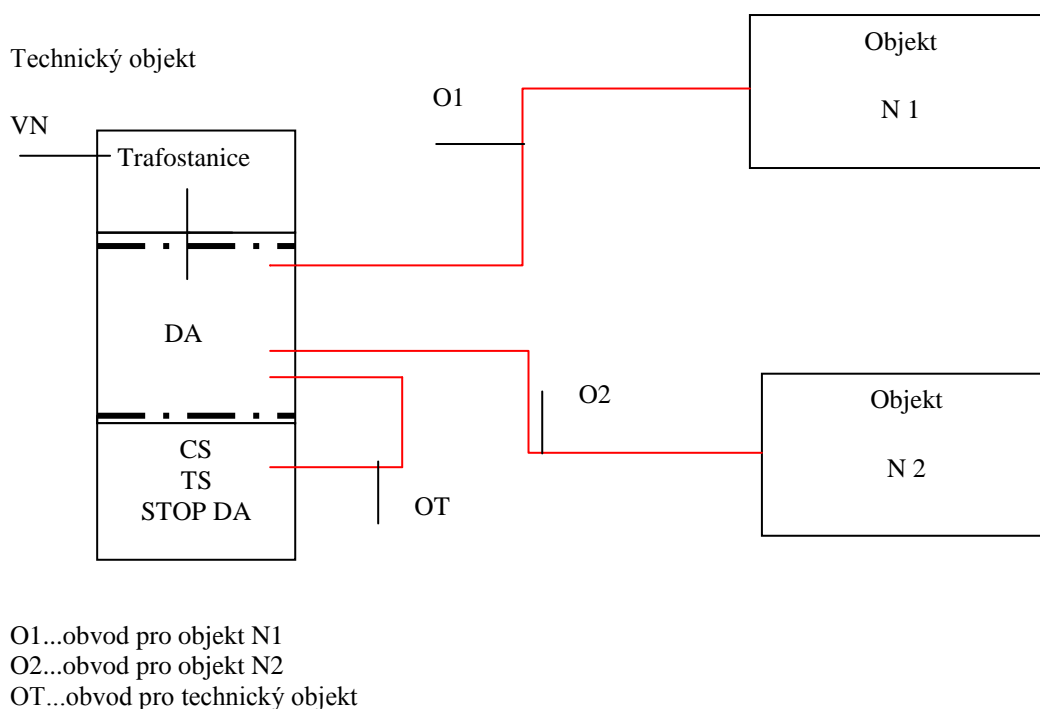 Technický objekt
VN
Trafostanice
O1
Objekt
N 1
DA
O2
Objekt
N 2
CS
TS
STOP DA
OT
O1...obvod pro objekt N1
O2...obvod pro objekt N2
OT...obvod pro technický objekt